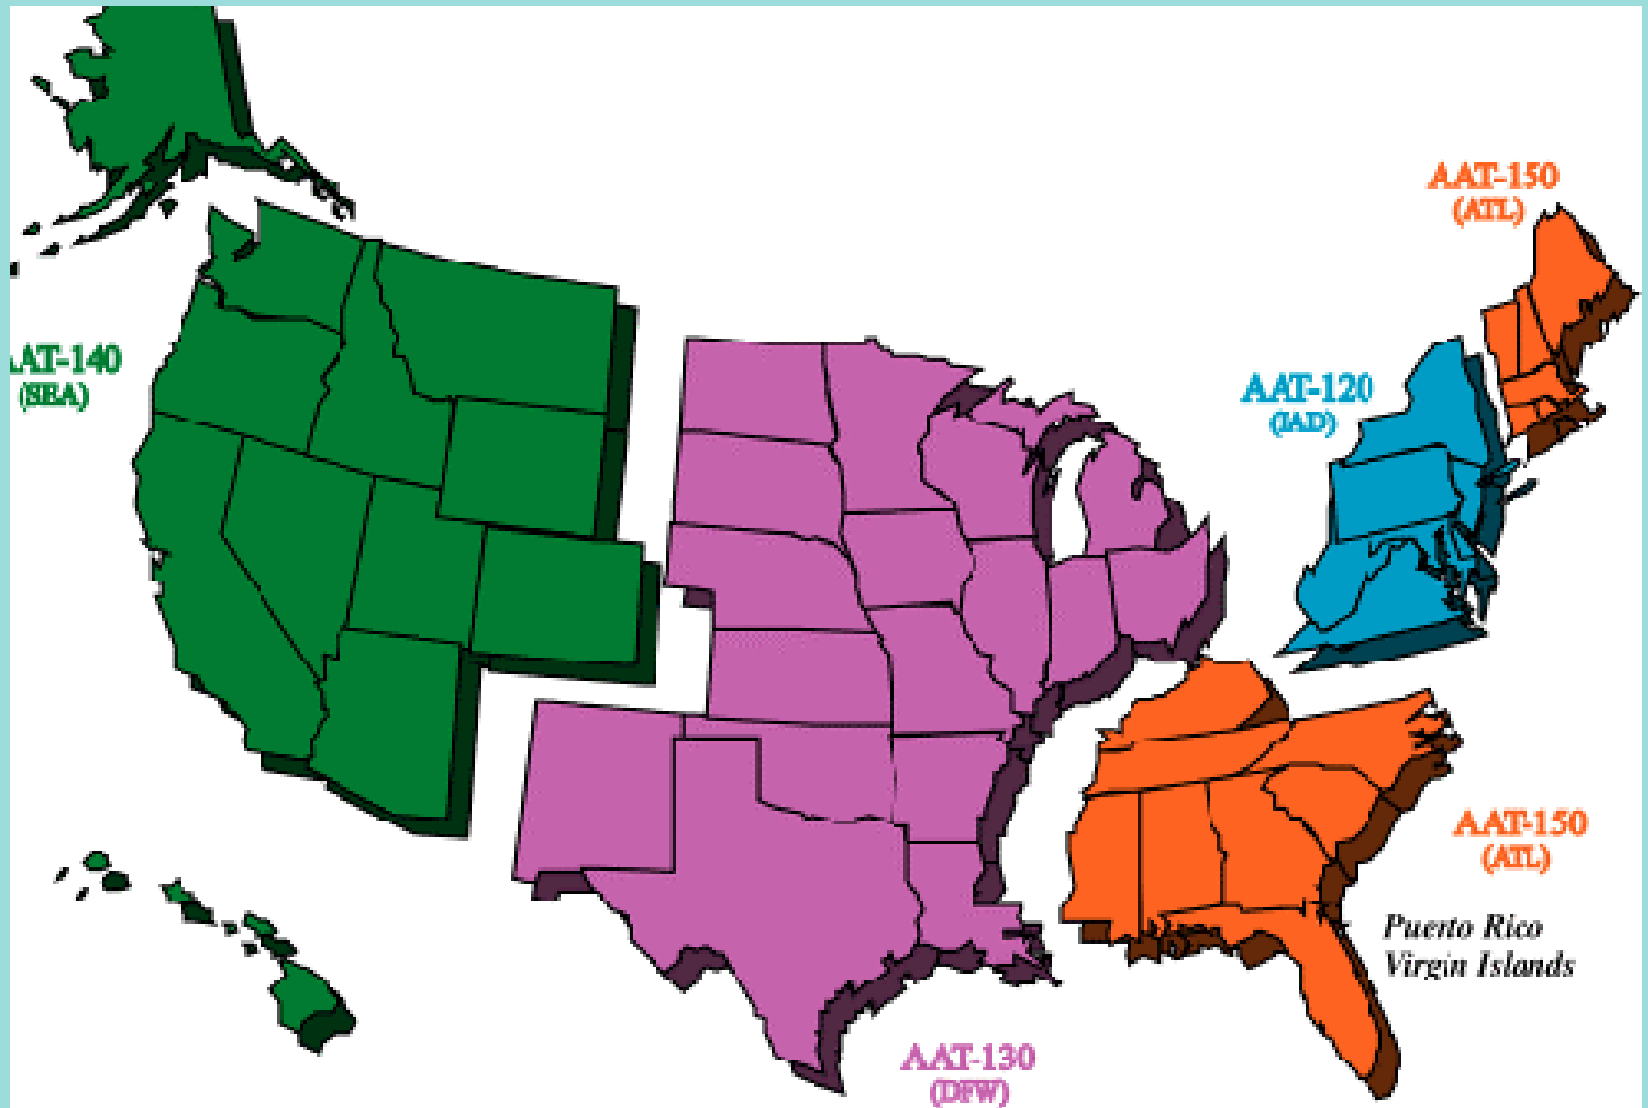 AAT-150
(ATL)
AAT-140
(SEA)
AAT-120
(IAD)
AAT-150
(ATL)
Puerto Rico
Virgin Islands
AAT-130
(DFW)